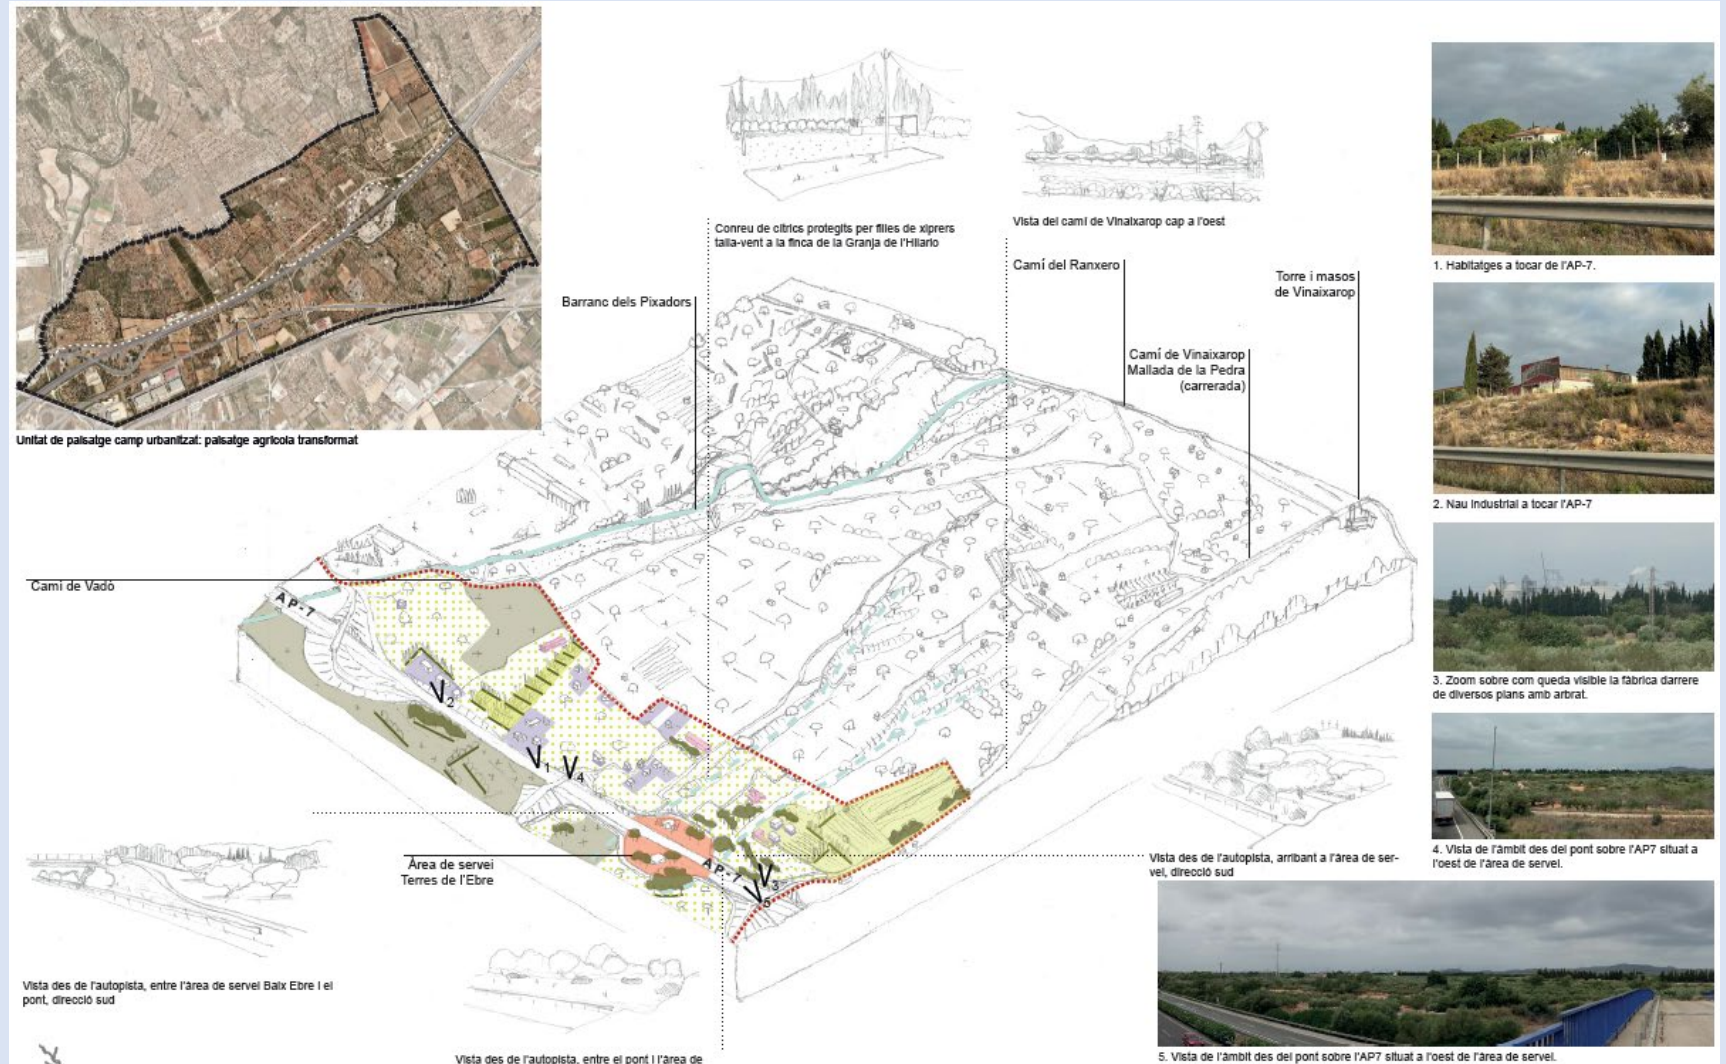 Unitat de paisatge camp urbanitzat: paisatge agrícola transformat
Conreu de cítrics protegits per files de xiprers
talla-vent a la finca de la Granja de l'Hilario
Vista del camí de Vinaixarop cap a l'oest
Barranc dels Pixadors
Camí del Ranxero
Torre i masos
de Vinaixarop
Camí de Vinaixarop
Mallada de la Pedra
(carrerada)
Camí de Vadó
AP-7
V2
V1
V4
AP-7
V3
V5
Àrea de servei
Terres de l'Ebre
Vista des de l'autopista, arribant a l'àrea de ser-
vei, direcció sud
Vista des de l'autopista, entre l'àrea de servei Baix Ebre i el
pont, direcció sud
Vista des de l'autopista, entre el pont i l'àrea de
1. Habitatges a tocar de l'AP-7.
2. Nau industrial a tocar l'AP-7
3. Zoom sobre com queda visible la fàbrica darrere
de diversos plans amb arbrat.
4. Vista de l'àmbit des del pont sobre l'AP7 situat a
l'oest de l'àrea de servei.
5. Vista de l'àmbit des del pont sobre l'AP7 situat a l'oest de l'àrea de servei.